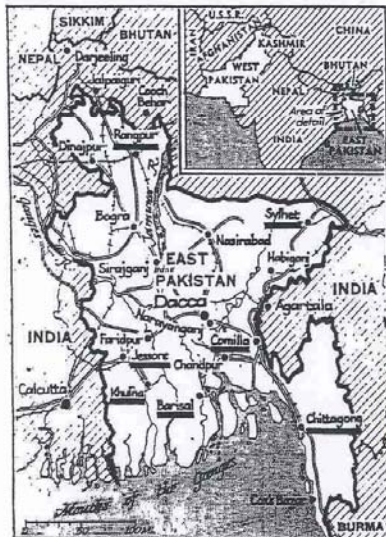 SIKKIM
BHUTAN
NEPAL
Darjeeling
Jalpaiguri
Cooch
Behar
Rangpur
Dinajpur
Bogra
Nasirabad
Sylhet
Sirajganj
EAST
PAKISTAN
Habiganj
Dacca
Agartala
INDIA
INDIA
Narayanganj
Faridpur
Comilla
Jessore
Chandpur
Calcutta
Khulna
Barisal
Chittagong
Mouths of the Ganges
BURMA
U.S.S.R.
IRAN
AFGHANISTAN
KASHMIR
CHINA
WEST
PAKISTAN
NEPAL
BHUTAN
Area of
detail
INDIA
EAST
PAKISTAN